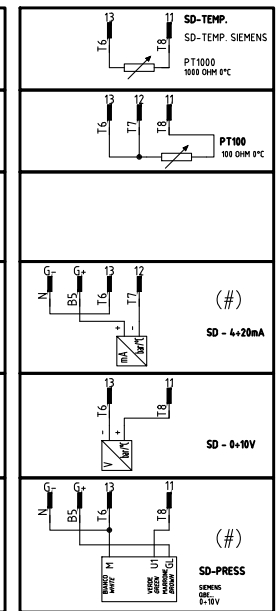 13 11 SD-TEMP.
SD-TEMP. SIEMENS
T6 T8 PT1000
1000 OHM 0°C
13 12 11
T6 T7 T8
PT100
100 OHM 0°C
G- G+ 13 12
N B5 T6 T7
(#)
+ -
mA bar/°C
SD - 4÷20mA
13 11
T6 T8
- +
V bar/°C
SD - 0÷10V
G- G+ 13 11
N B5 T6 T8
(#)
M U1 GL
BIANCO
WHITE
VERDE
GREEN
MARRONE
BROWN
SD-PRESS
SIEMENS
QBE..
0÷10V